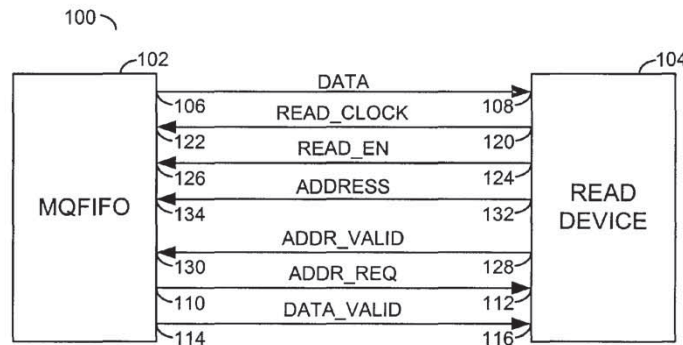 100
102
104
DATA
106
108
READ_CLOCK
122
120
READ_EN
126
124
MQFIFO
ADDRESS
READ
DEVICE
134
132
ADDR_VALID
130
128
ADDR_REQ
110
112
DATA_VALID
114
116